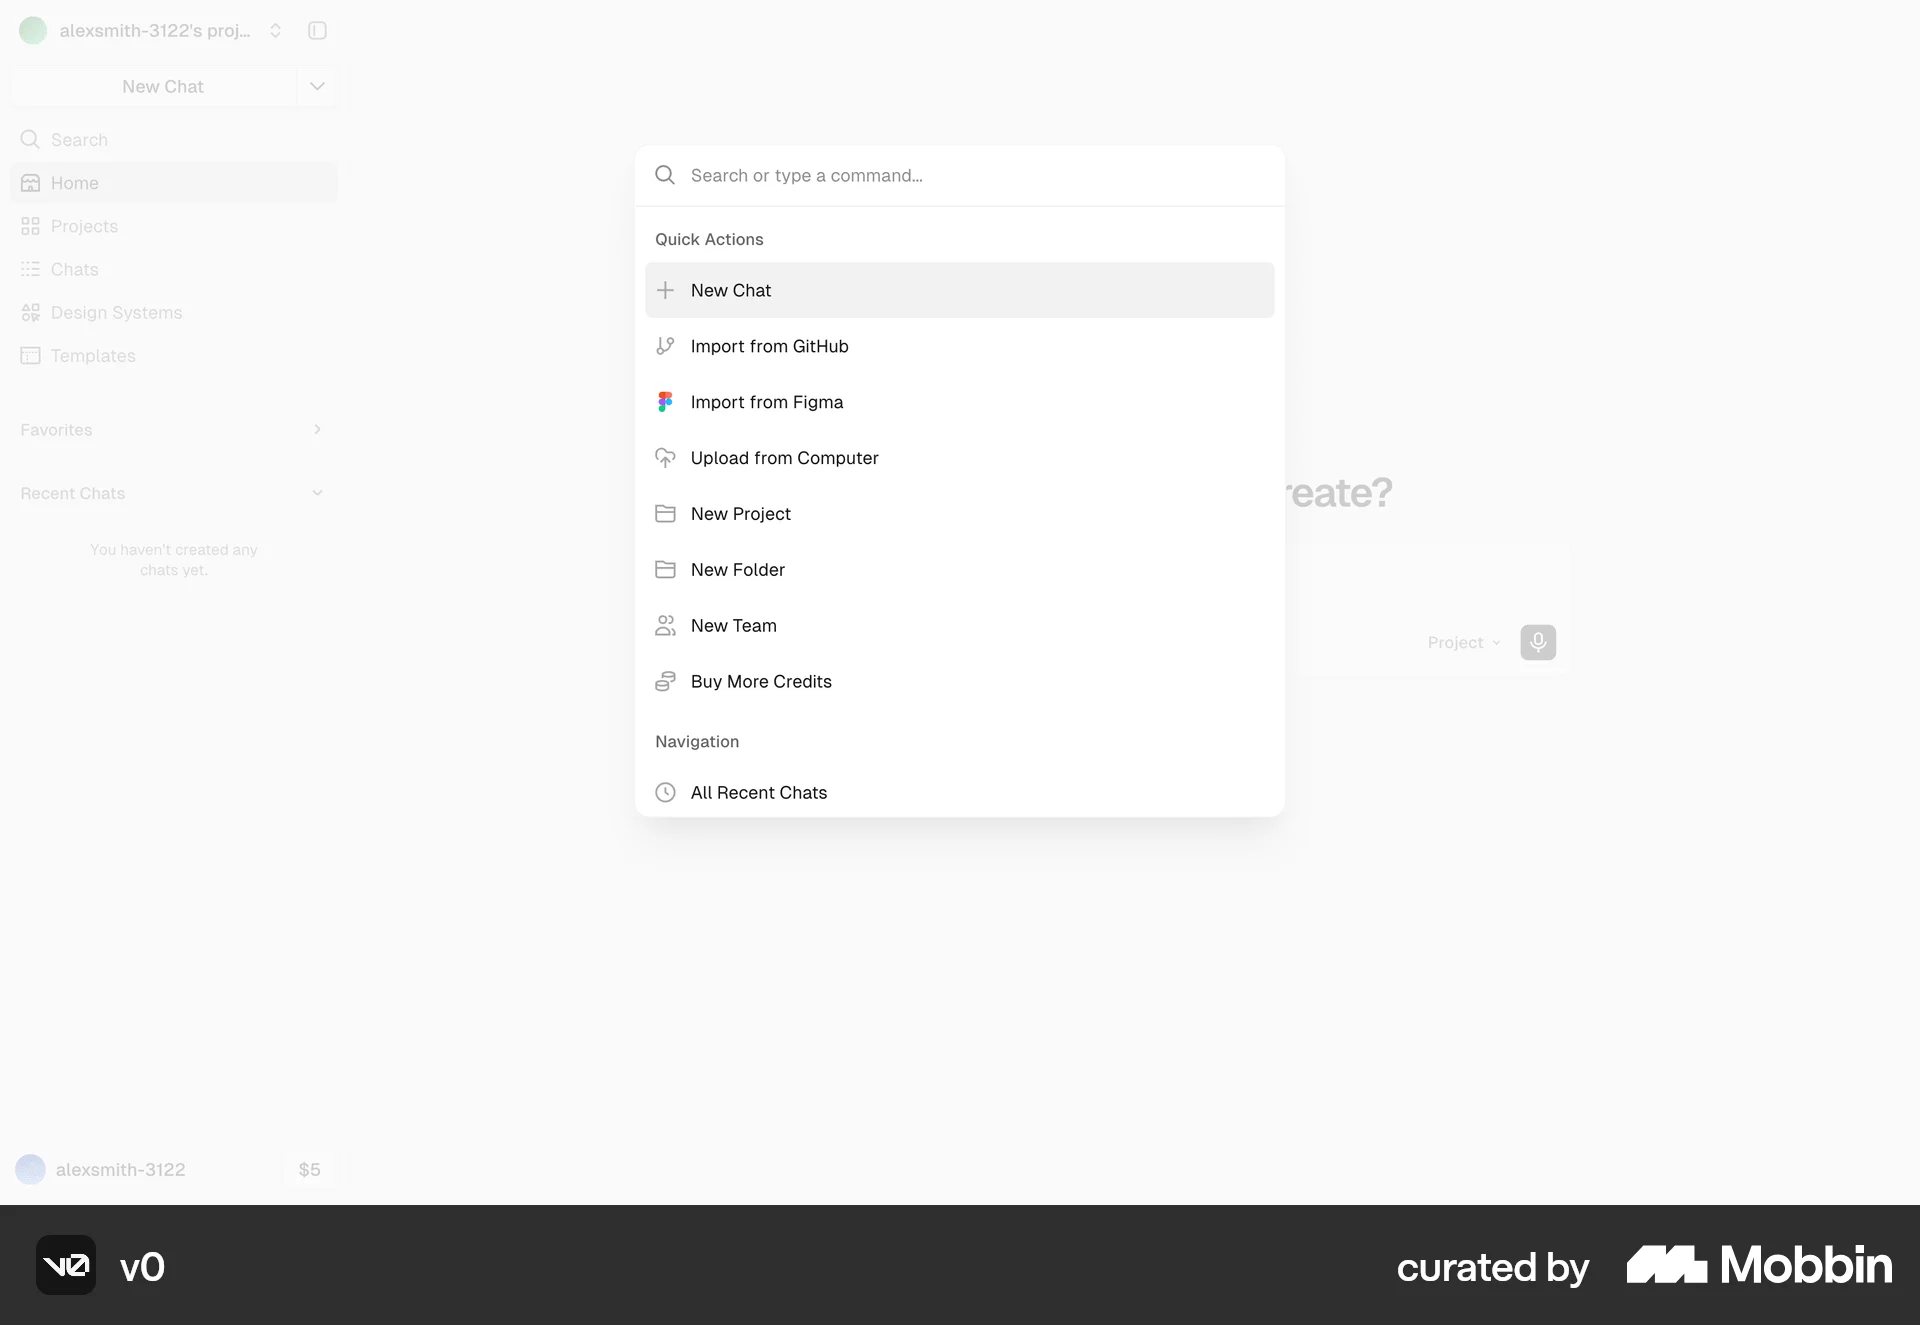 alexsmith-3122's proj...
New Chat
Search
Home
Projects
Chats
Design Systems
Templates
Favorites
Recent Chats
You haven't created any
chats yet.
alexsmith-3122
$5
Search or type a command...
Quick Actions
New Chat
Import from GitHub
Import from Figma
Upload from Computer
New Project
New Folder
New Team
Buy More Credits
Navigation
All Recent Chats
reate?
Project
v0
v0
curated by
Mobbin